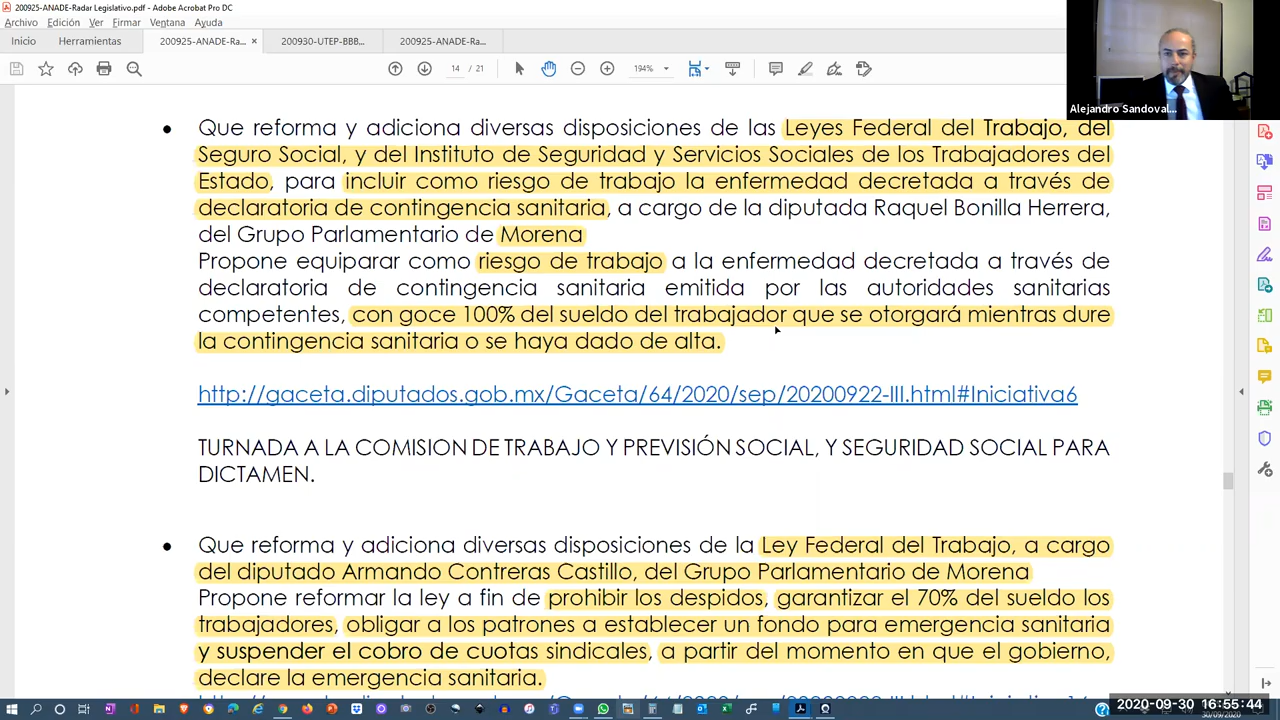 200925-ANADE-Radar Legislativo.pdf - Adobe Acrobat Pro DC
Archivo Edición Ver Firmar Ventana Ayuda
Inicio Herramientas 200925-ANADE-Ra... × 200930-UTEP-BBB... 200925-ANADE-Ra...
14 / 21 194%
Alejandro Sandoval...
• Que reforma y adiciona diversas disposiciones de las Leyes Federal del Trabajo, del
Seguro Social, y del Instituto de Seguridad y Servicios Sociales de los Trabajadores del
Estado, para incluir como riesgo de trabajo la enfermedad decretada a través de
declaratoria de contingencia sanitaria, a cargo de la diputada Raquel Bonilla Herrera,
del Grupo Parlamentario de Morena
Propone equiparar como riesgo de trabajo a la enfermedad decretada a través de
declaratoria de contingencia sanitaria emitida por las autoridades sanitarias
competentes, con goce 100% del sueldo del trabajador que se otorgará mientras dure
la contingencia sanitaria o se haya dado de alta.
http://gaceta.diputados.gob.mx/Gaceta/64/2020/sep/20200922-III.html#Iniciativa6
TURNADA A LA COMISION DE TRABAJO Y PREVISIÓN SOCIAL, Y SEGURIDAD SOCIAL PARA
DICTAMEN.
• Que reforma y adiciona diversas disposiciones de la Ley Federal del Trabajo, a cargo
del diputado Armando Contreras Castillo, del Grupo Parlamentario de Morena
Propone reformar la ley a fin de prohibir los despidos, garantizar el 70% del sueldo los
trabajadores, obligar a los patrones a establecer un fondo para emergencia sanitaria
y suspender el cobro de cuotas sindicales, a partir del momento en que el gobierno,
declare la emergencia sanitaria.
2020-09-30 16:55:44
30/09/2020